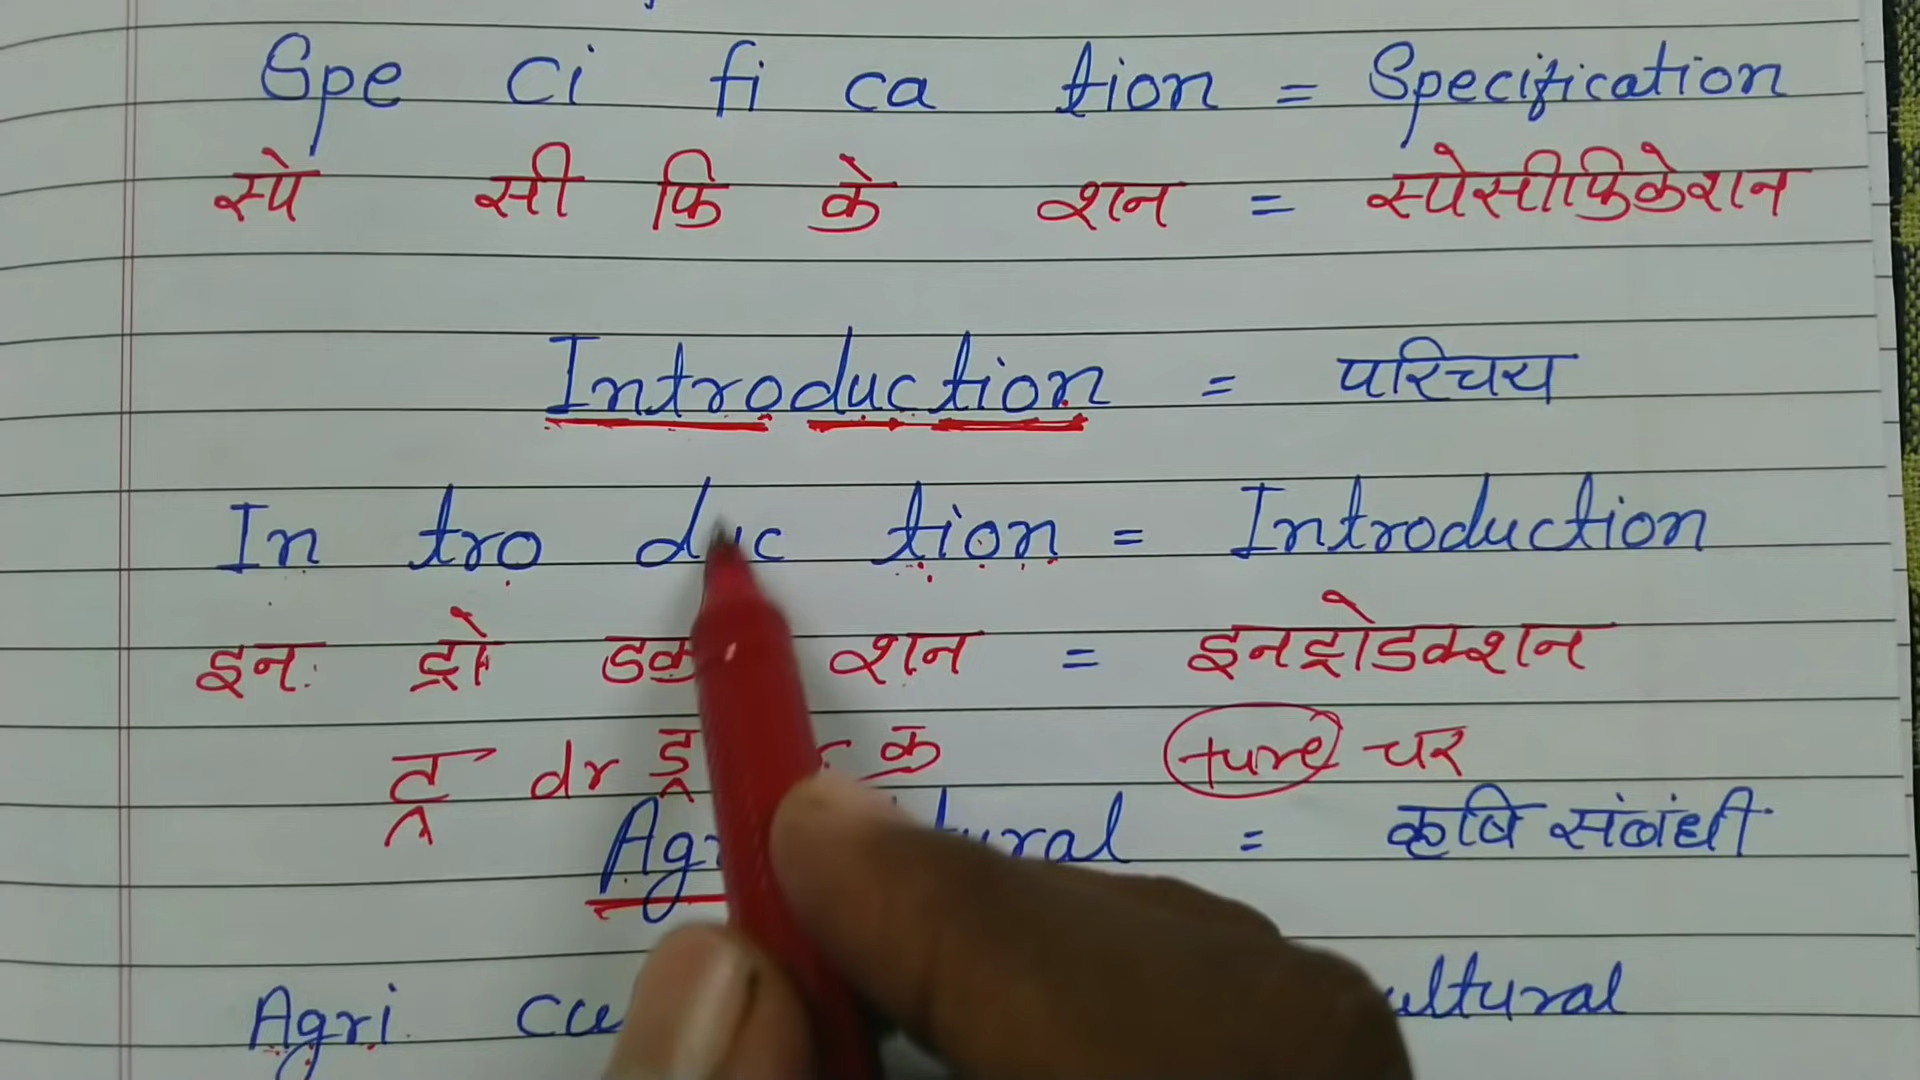 Spe Ci fi ca tion = Specification
स्पे सी फि के शन = स्पेसीफिकेशन
Introduction = परिचय
In tro duc tion = Introduction
इन ट्रो डक शन = इनट्रोडक्शन
ट्र dr ड्र क ture चर
= कृषि संबंधी
Agri